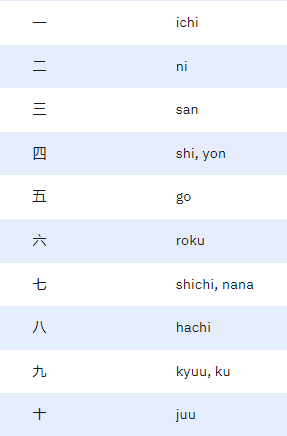 一 ichi
二 ni
三 san
四 shi, yon
五 go
六 roku
七 shichi, nana
八 hachi
九 kyuu, ku
十 juu